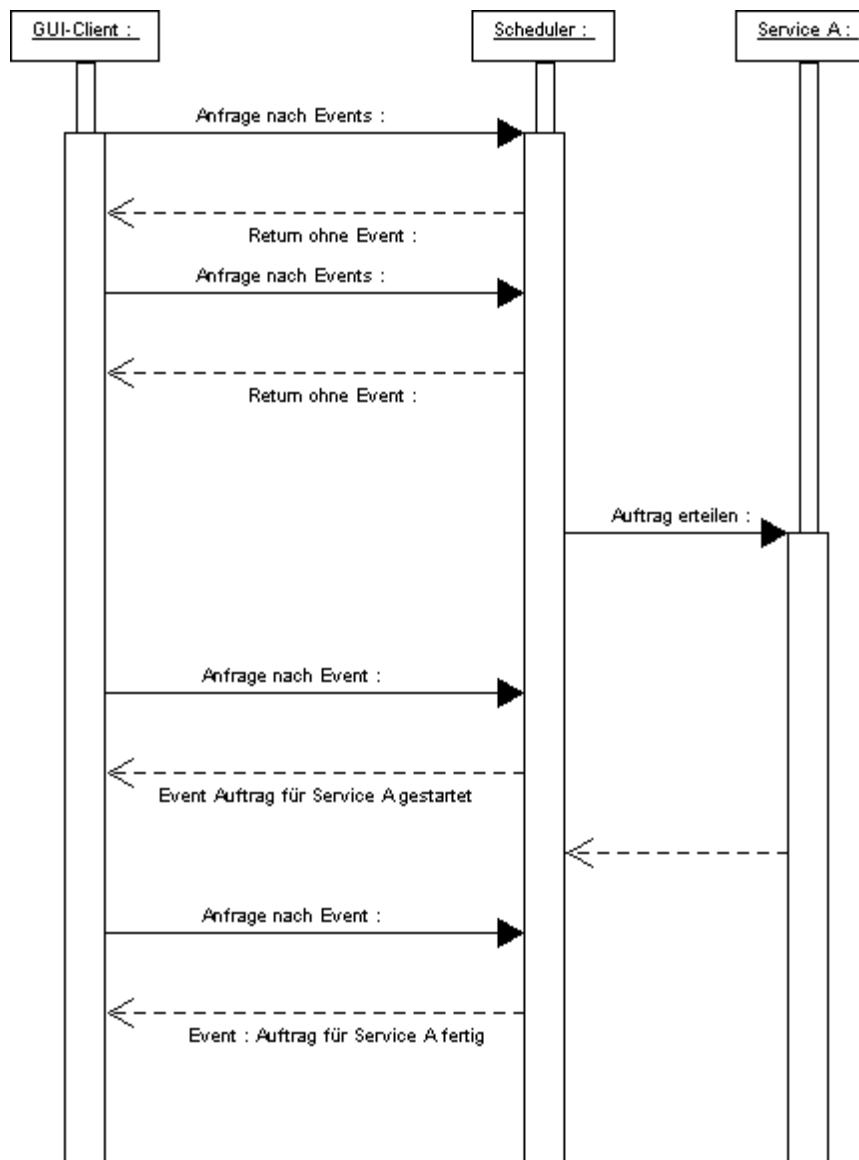 GUI-Client :
Scheduler :
Service A :
Anfrage nach Events :
Return ohne Event :
Anfrage nach Events :
Return ohne Event :
Auftrag erteilen :
Anfrage nach Event :
Event Auftrag für Service A gestartet
Anfrage nach Event :
Event : Auftrag für Service A fertig